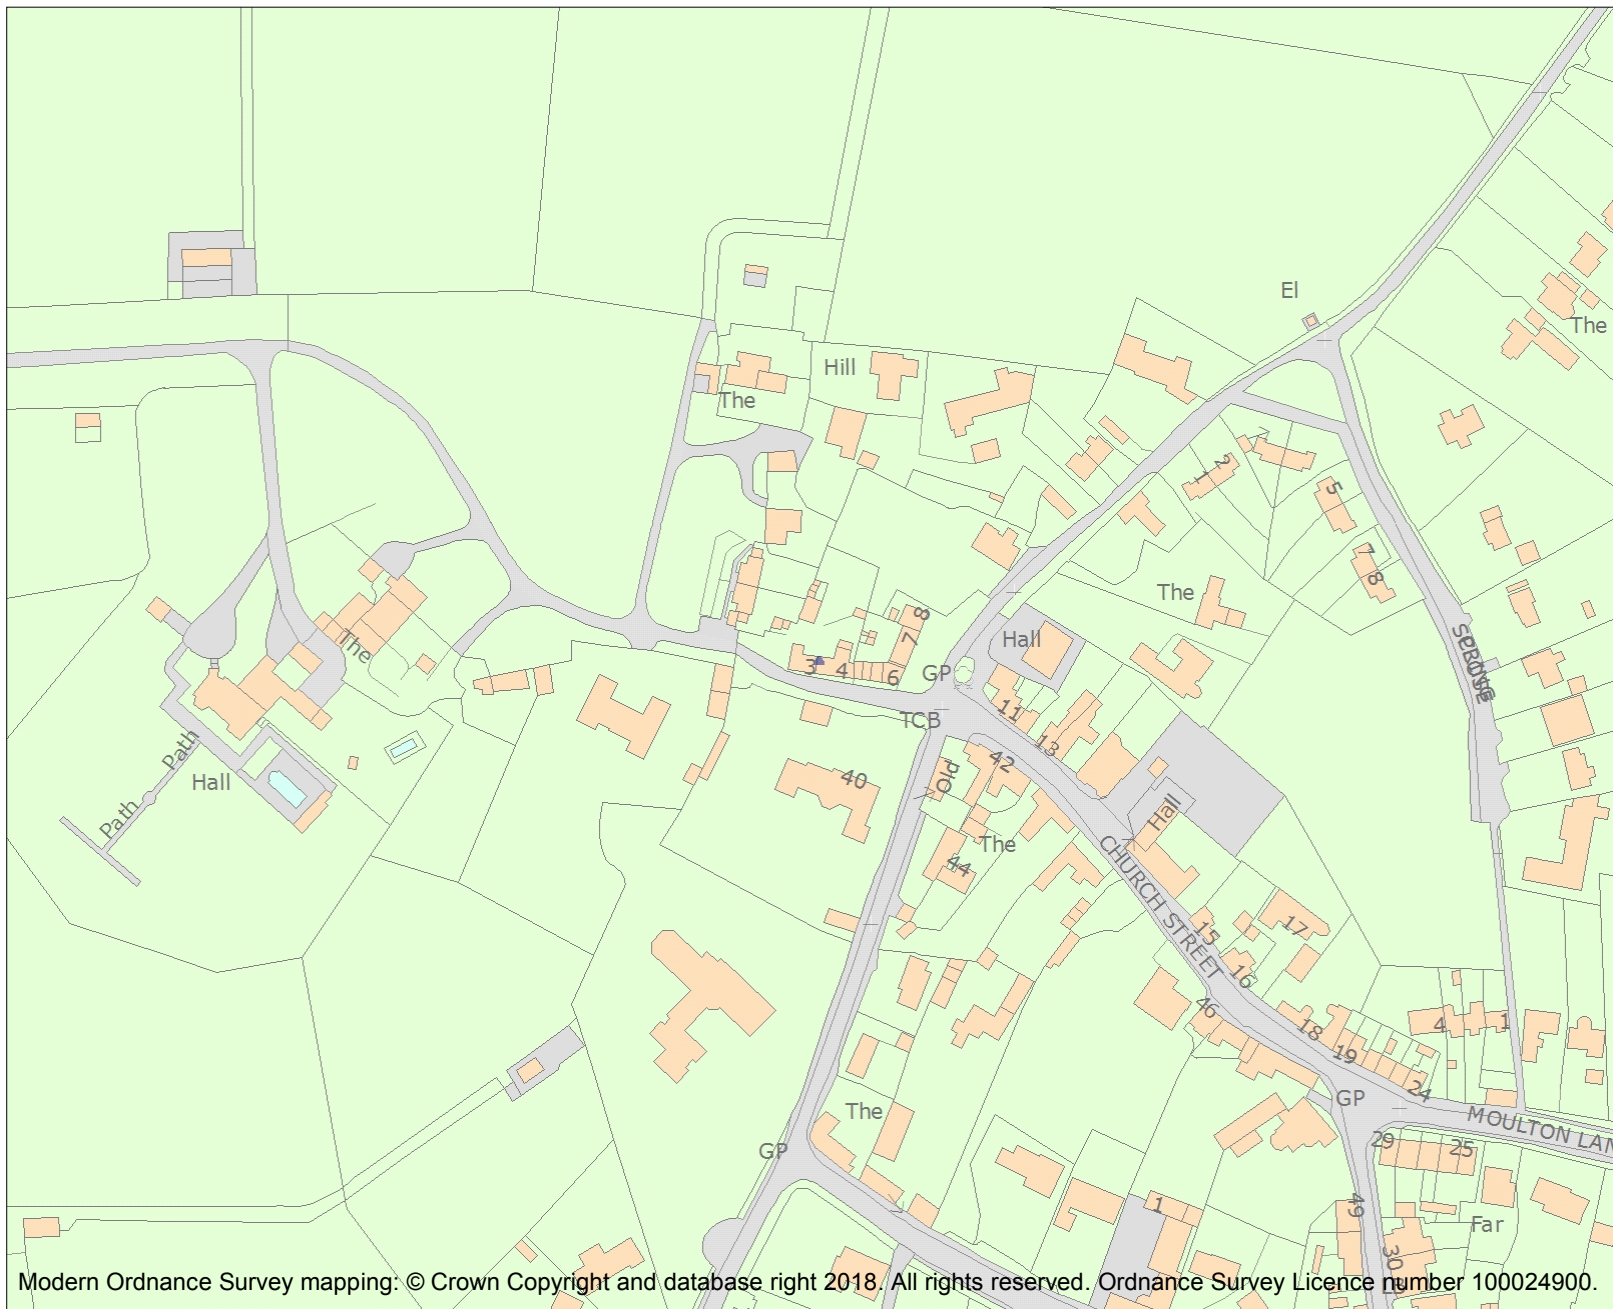 El
The
Hill
The
2
1
7
5
7
8
The
8
Hall
7
The
3
4
6
GP
SPRING
CLOSE
11
TCB
13
42
Path
Hall
40
Old
Path
Hall
The
44
CHURCH STREET
15
17
16
46
18
4
1
19
24
GP
The
MOULTON LAN
29
25
GP
1
49
Far
30
Modern Ordnance Survey mapping: © Crown Copyright and database right 2018. All rights reserved. Ordnance Survey Licence number 100024900.